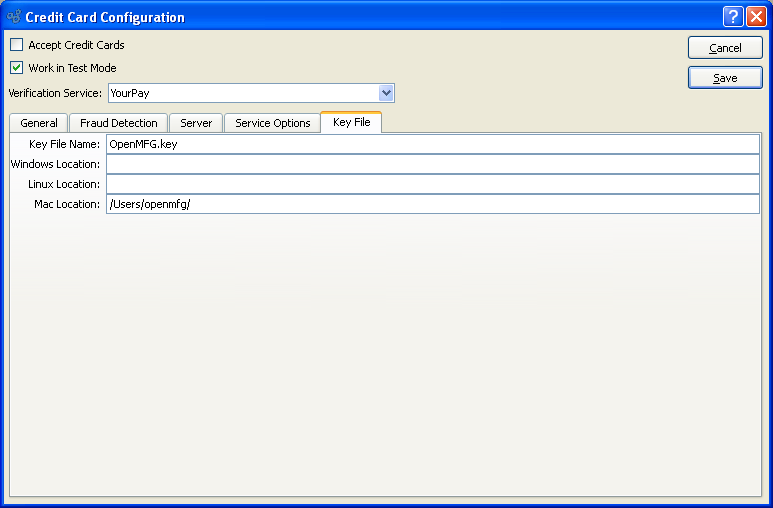 Credit Card Configuration
Accept Credit Cards
Cancel
Work in Test Mode
Save
Verification Service: YourPay
General Fraud Detection Server Service Options Key File
Key File Name: OpenMFG.key
Windows Location:
Linux Location:
Mac Location: /Users/openmfg/